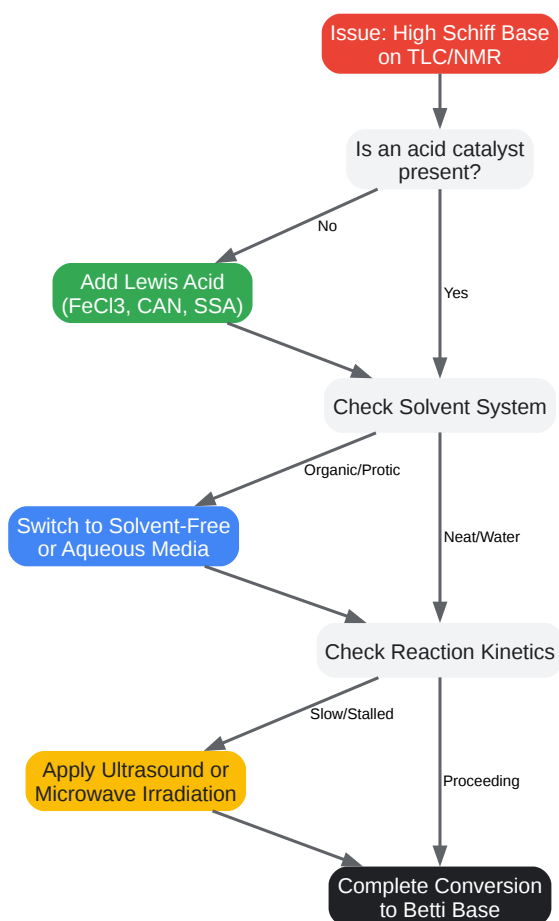 Issue: High Schiff Base
on TLC/NMR
Is an acid catalyst
present?
No
Add Lewis Acid
(FeCl3, CAN, SSA)
Yes
Check Solvent System
Organic/Protic
Switch to Solvent-Free
or Aqueous Media
Neat/Water
Check Reaction Kinetics
Slow/Stalled
Apply Ultrasound or
Microwave Irradiation
Proceeding
Complete Conversion
to Betti Base